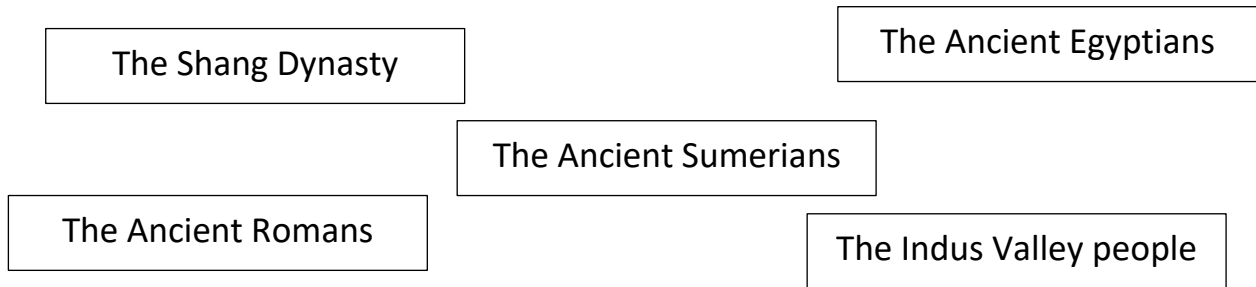 The Shang Dynasty
The Ancient Egyptians
The Ancient Sumerians
The Ancient Romans
The Indus Valley people